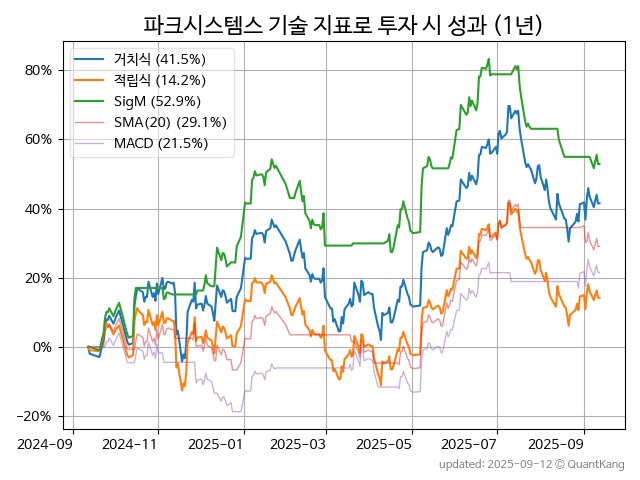 파크시스템스 기술 지표로 투자 시 성과 (1년)
거치식 (41.5%)
적립식 (14.2%)
SigM (52.9%)
SMA(20) (29.1%)
MACD (21.5%)
80%
60%
40%
20%
0%
−20%
2024-09 2024-11 2025-01 2025-03 2025-05 2025-07 2025-09
updated: 2025-09-12 ⓒ QuantKang